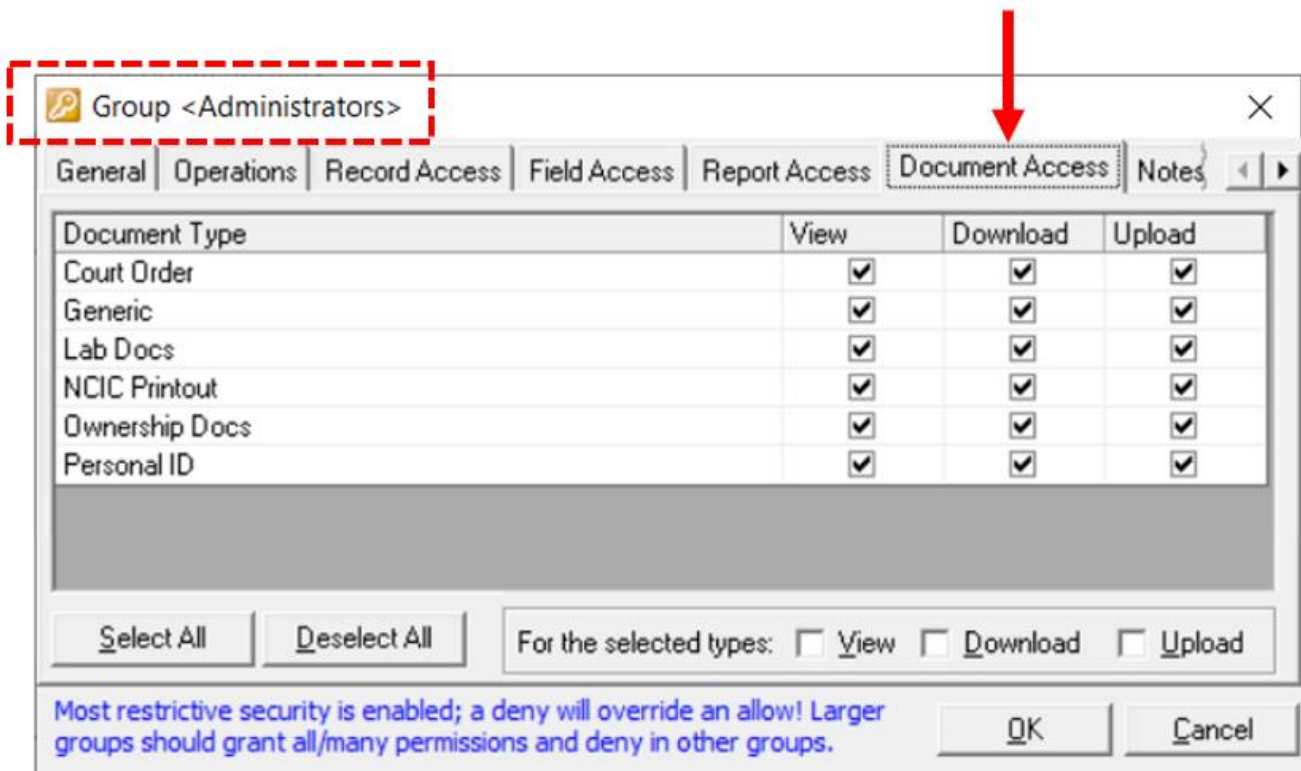 Group <Administrators>
General Operations Record Access Field Access Report Access Document Access Notes
Document Type View Download Upload
Court Order
Generic
Lab Docs
NCIC Printout
Ownership Docs
Personal ID
Select All Deselect All For the selected types: View Download Upload
Most restrictive security is enabled; a deny will override an allow! Larger
groups should grant all/many permissions and deny in other groups.
OK Cancel